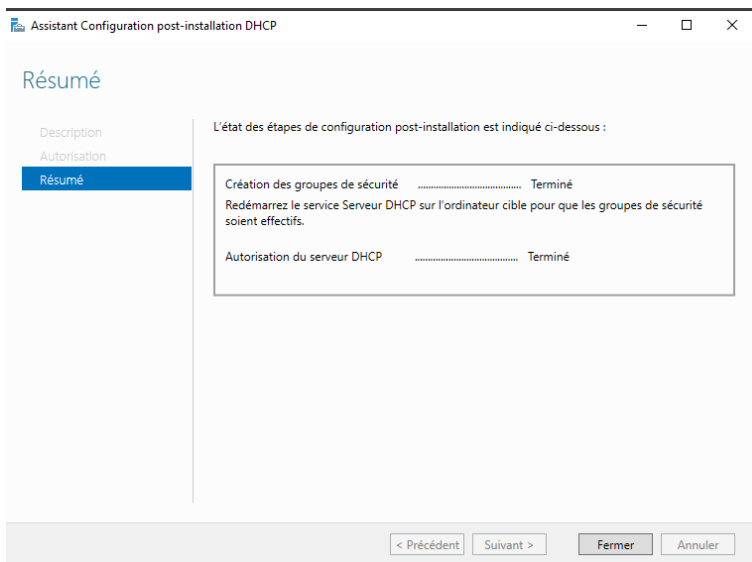 Assistant Configuration post-installation DHCP
Résumé
Description
Autorisation
Résumé
L'état des étapes de configuration post-installation est indiqué ci-dessous :
Création des groupes de sécurité ........................................ Terminé
Redémarrez le service Serveur DHCP sur l'ordinateur cible pour que les groupes de sécurité
soient effectifs.
Autorisation du serveur DHCP ........................................ Terminé
< Précédent
Suivant >
Fermer
Annuler